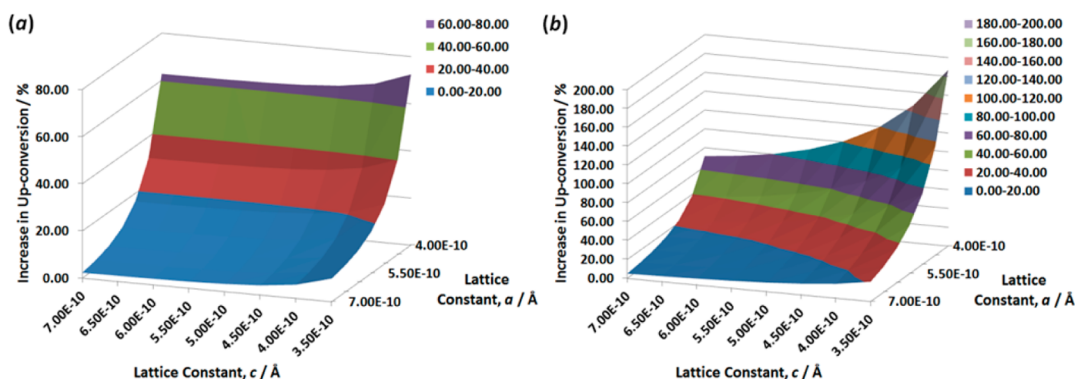 (a)
60.00-80.00
40.00-60.00
20.00-40.00
0.00-20.00
Increase in Up-conversion / %
80.00
60.00
40.00
20.00
0.00
7.00E-10
6.50E-10
6.00E-10
5.50E-10
5.00E-10
4.50E-10
4.00E-10
3.50E-10
Lattice Constant, c / Å
4.00E-10
5.50E-10
7.00E-10
Lattice
Constant, a / Å
(b)
180.00-200.00
160.00-180.00
140.00-160.00
120.00-140.00
100.00-120.00
80.00-100.00
60.00-80.00
40.00-60.00
20.00-40.00
0.00-20.00
Increase in Up-conversion / %
200.00
180.00
160.00
140.00
120.00
100.00
80.00
60.00
40.00
20.00
0.00
7.00E-10
6.50E-10
6.00E-10
5.50E-10
5.00E-10
4.50E-10
4.00E-10
3.50E-10
Lattice Constant, c / Å
4.00E-10
5.50E-10
7.00E-10
Lattice
Constant, a / Å